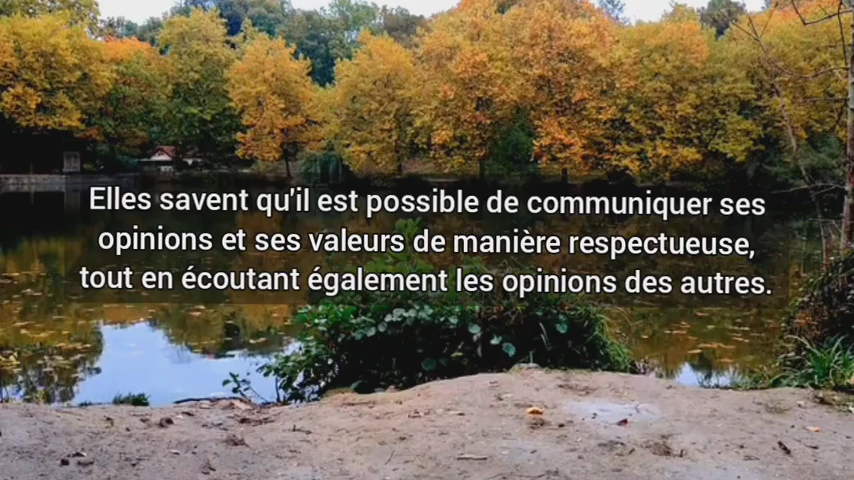 Elles savent qu'il est possible de communiquer ses
opinions et ses valeurs de manière respectueuse,
tout en écoutant également les opinions des autres.